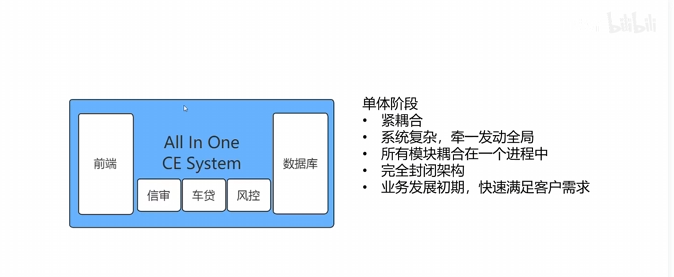 bilibili
All In One
CE System
前端
信审
车贷
风控
数据库
单体阶段
• 紧耦合
• 系统复杂，牵一发动全局
• 所有模块耦合在一个进程中
• 完全封闭架构
• 业务发展初期，快速满足客户需求